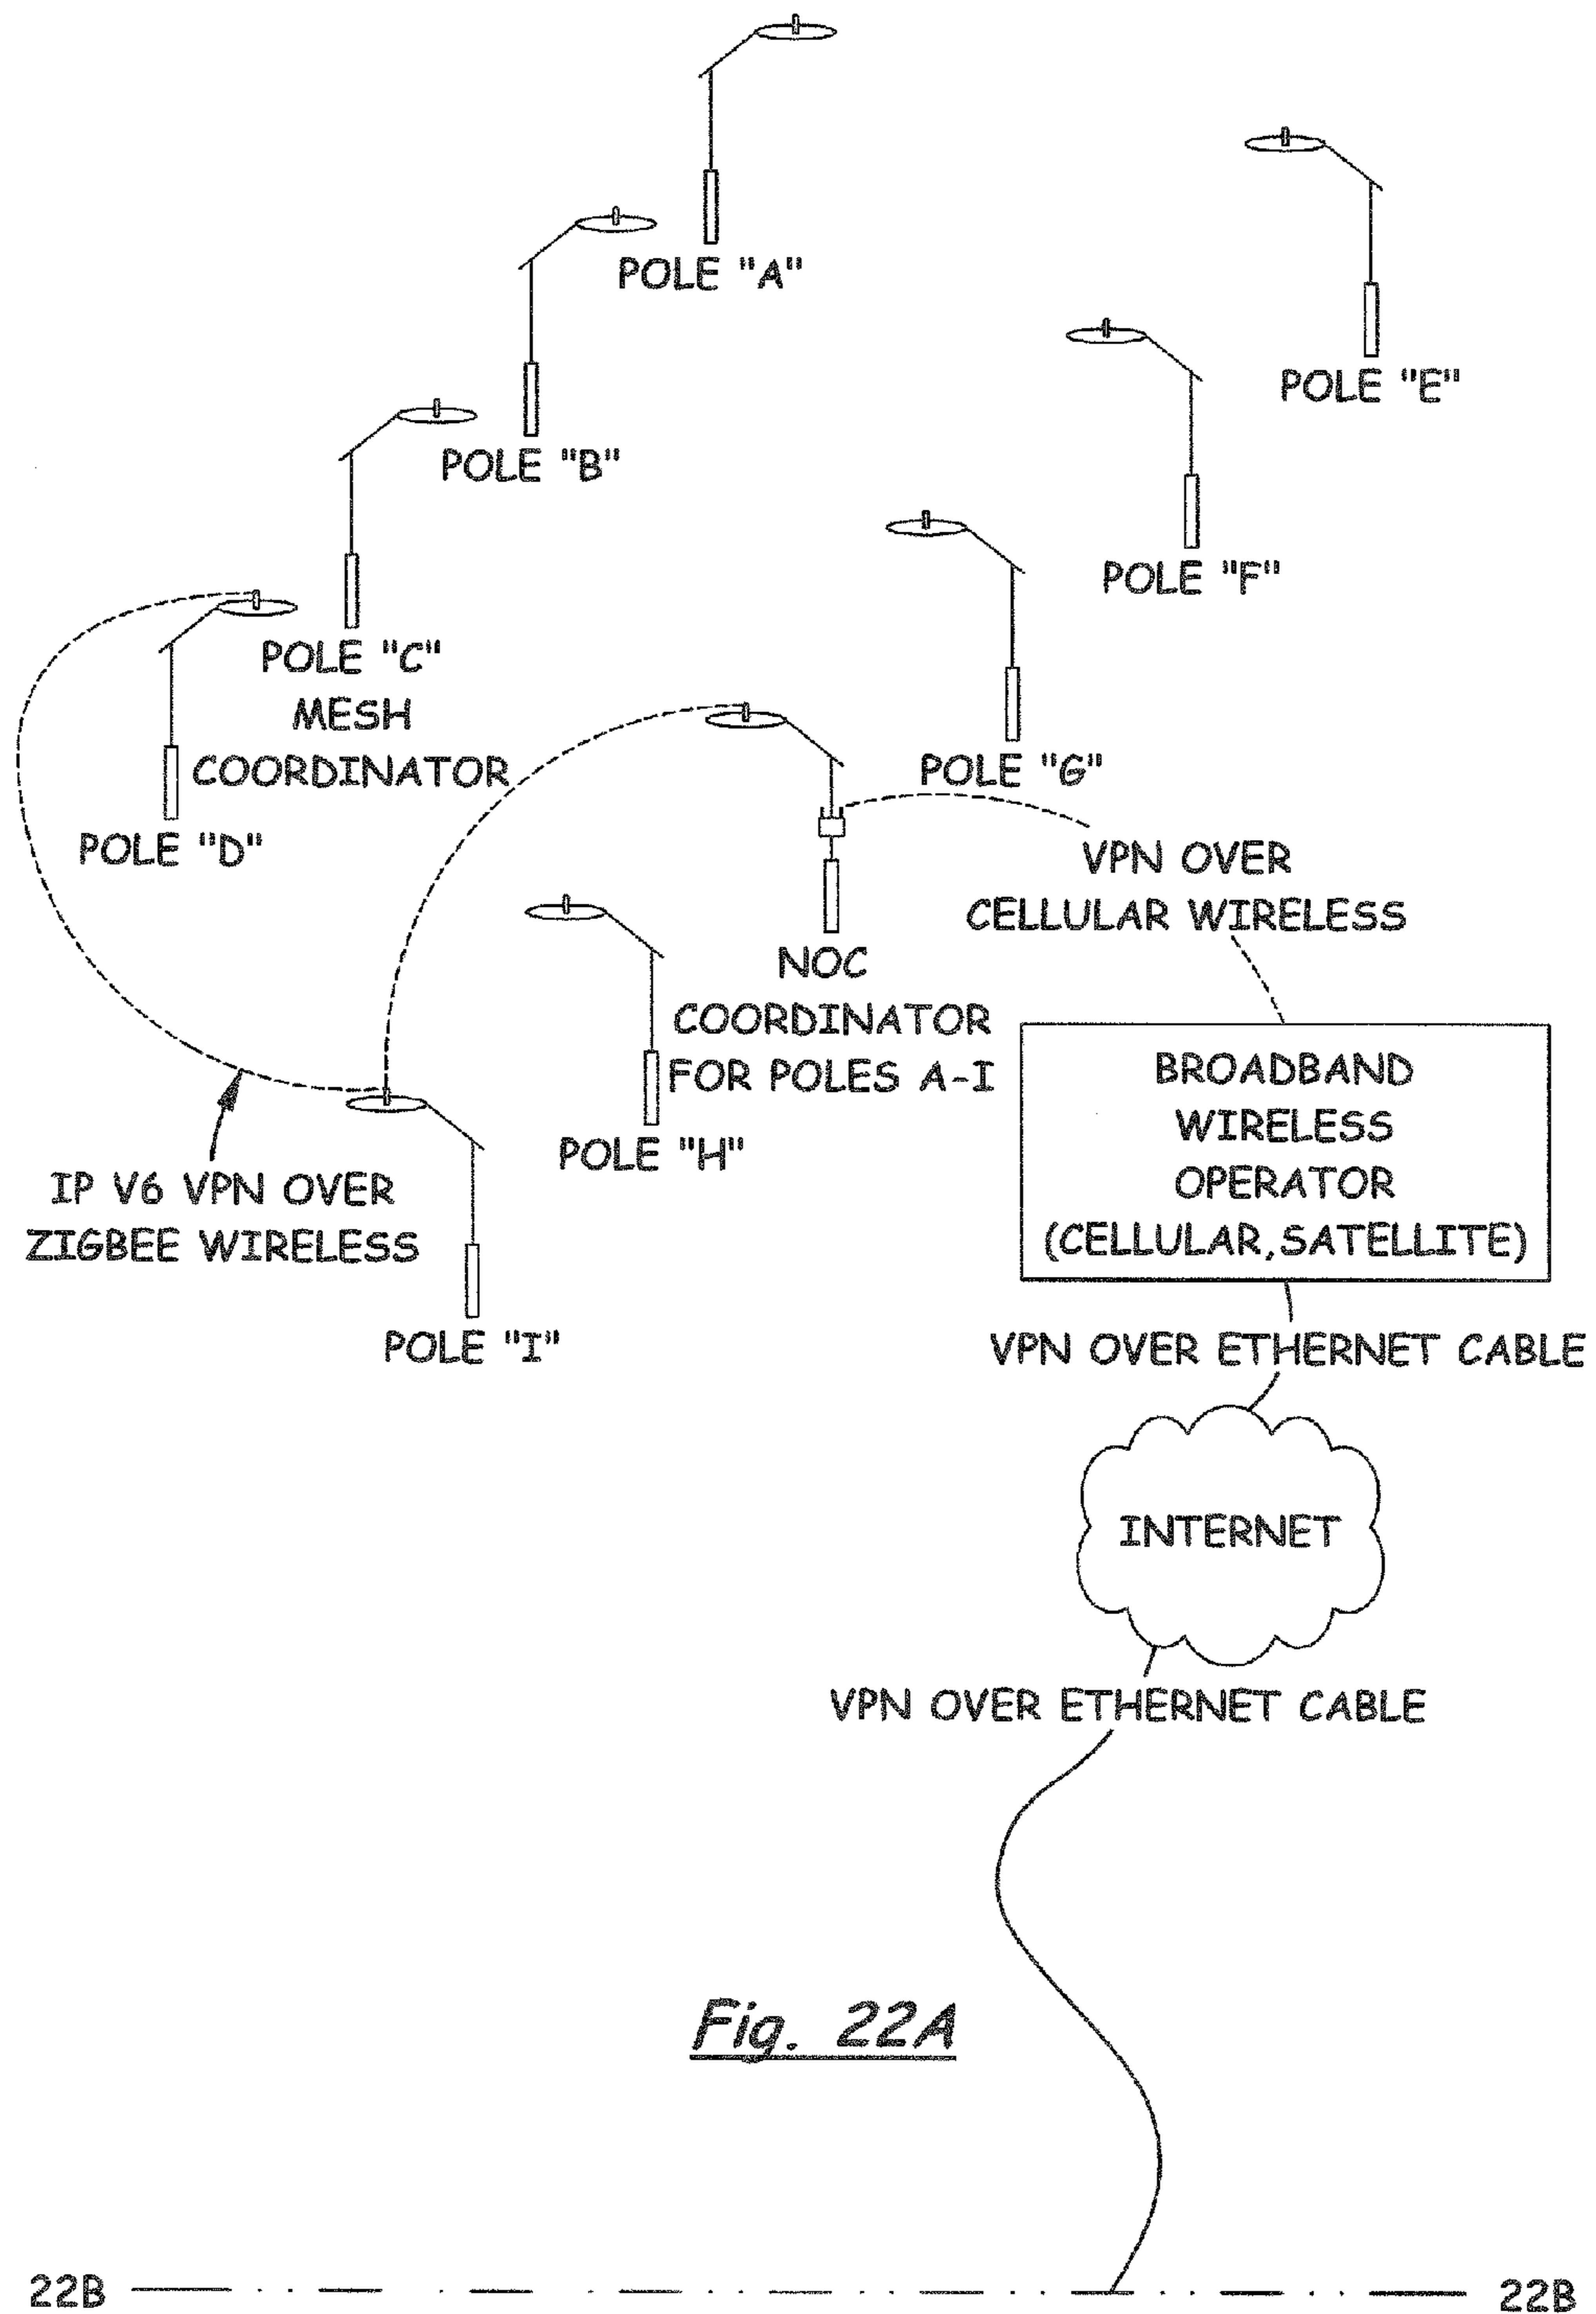 POLE "A"
POLE "E"
POLE "B"
POLE "F"
POLE "C"
MESH
COORDINATOR
POLE "G"
POLE "D"
VPN OVER
CELLULAR WIRELESS
NOC
COORDINATOR
FOR POLES A-I
BROADBAND
WIRELESS
OPERATOR
(CELLULAR, SATELLITE)
POLE "H"
IP V6 VPN OVER
ZIGBEE WIRELESS
POLE "I"
VPN OVER ETHERNET CABLE
INTERNET
VPN OVER ETHERNET CABLE
Fig. 22A
22B 22B